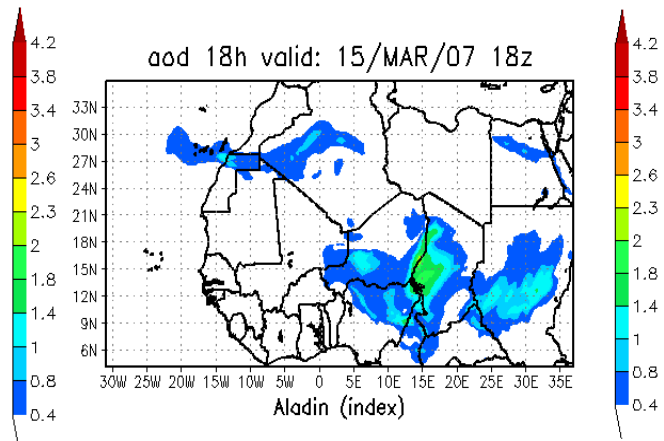 aod 18h valid: 15/MAR/07 18z
4.2
3.8
3.4
3
2.6
2.3
2
1.8
1.4
1
0.8
0.4
33N
30N
27N
24N
21N
18N
15N
12N
9N
6N
30W 25W 20W 15W 10W 5W 0 5E 10E 15E 20E 25E 30E 35E
Aladin (index)
4.2
3.8
3.4
3
2.6
2.3
2
1.8
1.4
1
0.8
0.4